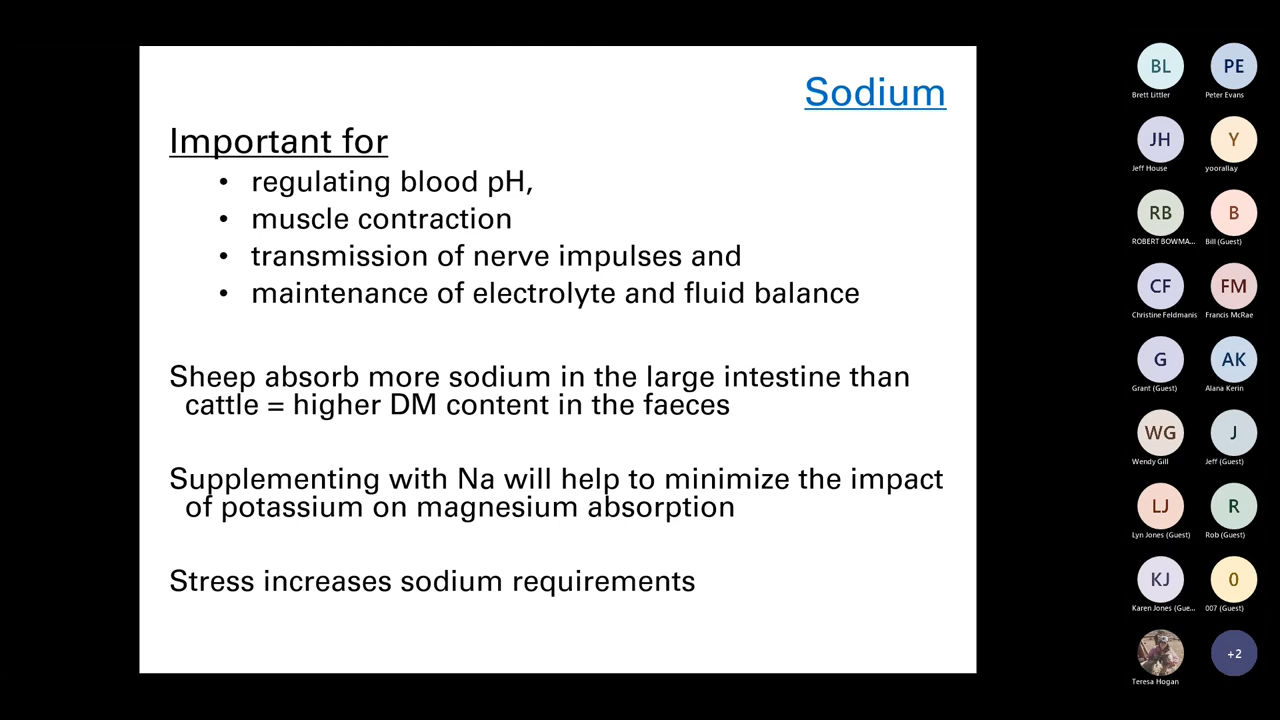 Sodium
Important for
• regulating blood pH,
• muscle contraction
• transmission of nerve impulses and
• maintenance of electrolyte and fluid balance
Sheep absorb more sodium in the large intestine than
cattle = higher DM content in the faeces
Supplementing with Na will help to minimize the impact
of potassium on magnesium absorption
Stress increases sodium requirements
BL
Brett Littler
PE
Peter Evans
JH
Jeff House
Y
yoorallay
RB
ROBERT BOWMA...
B
Bill (Guest)
CF
Christine Feldmanis
FM
Francis McRae
G
Grant (Guest)
AK
Alana Kerin
WG
Wendy Gill
J
Jeff (Guest)
LJ
Lyn Jones (Guest)
R
Rob (Guest)
KJ
Karen Jones (Gue...
0
007 (Guest)
Teresa Hogan
+2